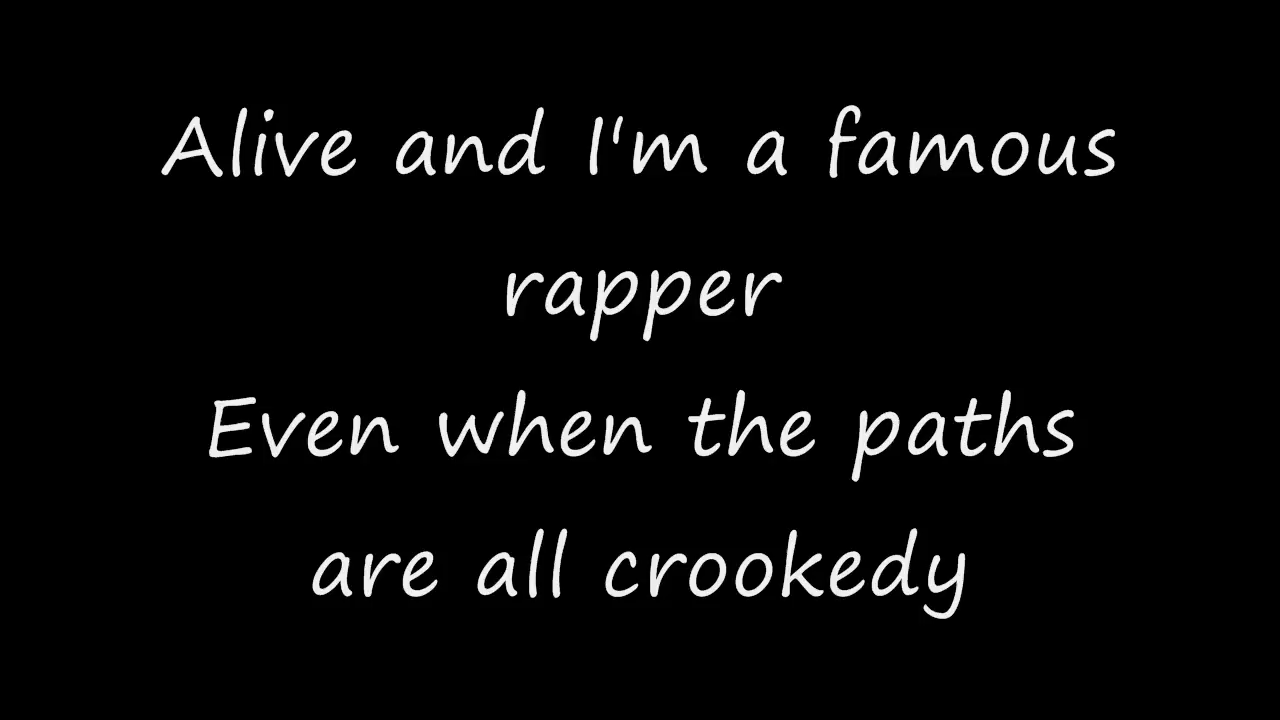 Alive and I'm a famous
rapper
Even when the paths
are all crookedy